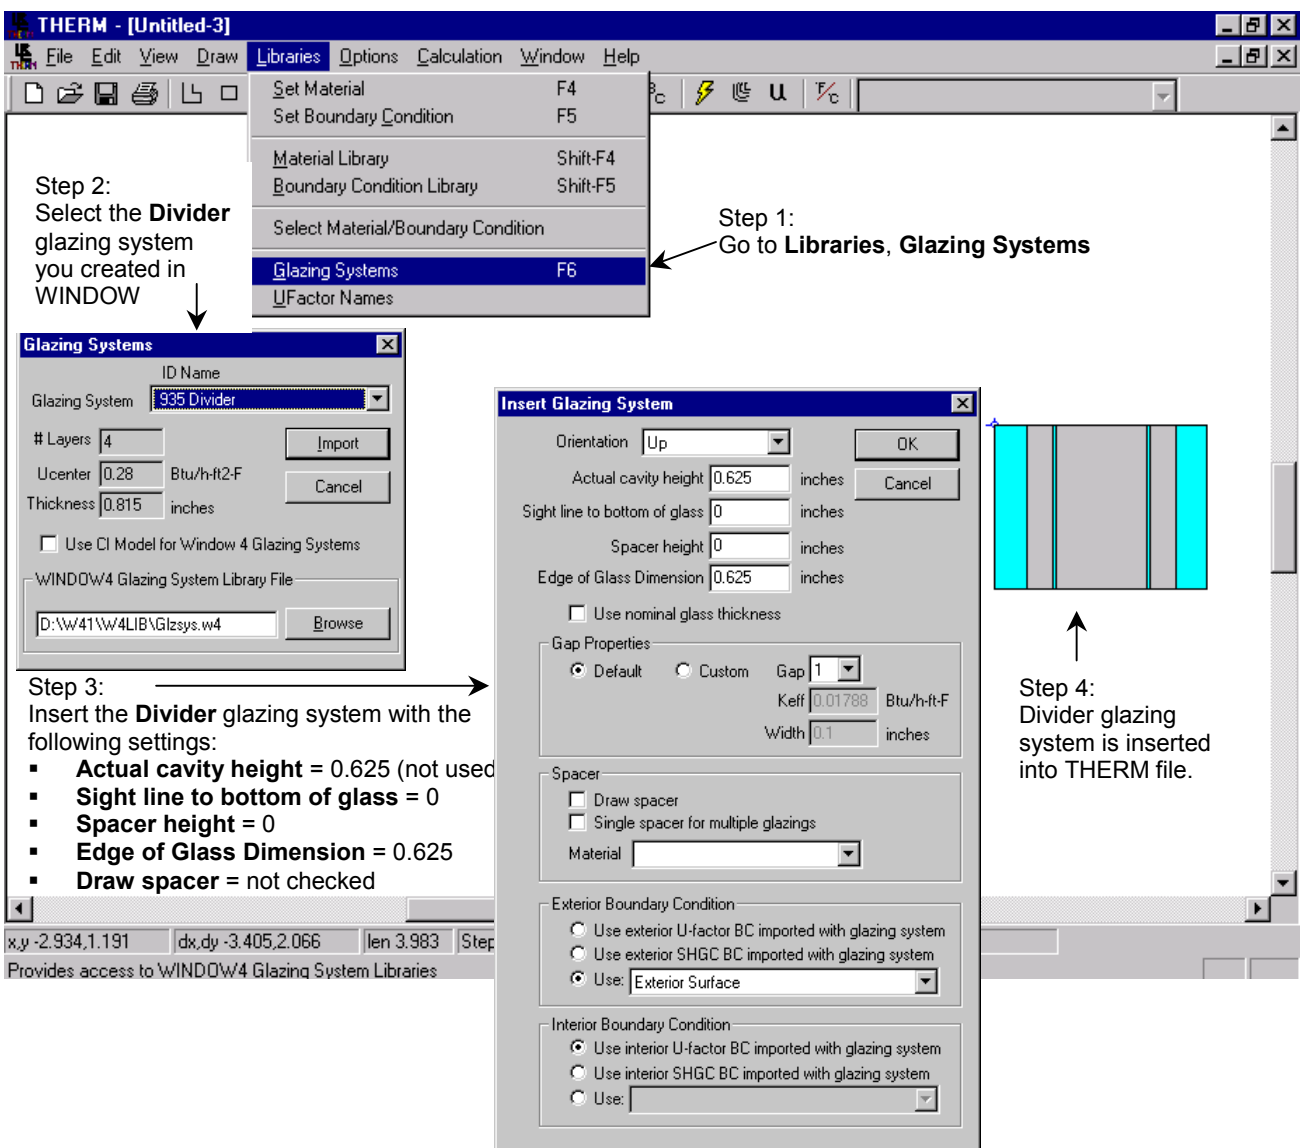 THERM - [Untitled-3]
File Edit View Draw Libraries Options Calculation Window Help
Set Material F4
Set Boundary Condition F5
Material Library Shift-F4
Boundary Condition Library Shift-F5
Select Material/Boundary Condition
Glazing Systems F6
UFactor Names
Step 1:
Go to Libraries, Glazing Systems
Step 2:
Select the Divider
glazing system
you created in
WINDOW
Glazing Systems
ID Name
Glazing System 935 Divider
# Layers 4
Import
Ucenter 0.28 Btu/h-ft2-F
Cancel
Thickness 0.815 inches
Use CI Model for Window 4 Glazing Systems
WINDOW4 Glazing System Library File
D:\W41\W4LIB\Glzsys.w4 Browse
Step 3:
Insert the Divider glazing system with the
following settings:
▪ Actual cavity height = 0.625 (not used
▪ Sight line to bottom of glass = 0
▪ Spacer height = 0
▪ Edge of Glass Dimension = 0.625
▪ Draw spacer = not checked
Insert Glazing System
Orientation Up OK
Actual cavity height 0.625 inches Cancel
Sight line to bottom of glass 0 inches
Spacer height 0 inches
Edge of Glass Dimension 0.625 inches
Use nominal glass thickness
Gap Properties
Default Custom Gap 1
Keff 0.01788 Btu/h-ft-F
Width 0.1 inches
Spacer
Draw spacer
Single spacer for multiple glazings
Material
Exterior Boundary Condition
Use exterior U-factor BC imported with glazing system
Use exterior SHGC BC imported with glazing system
Use: Exterior Surface
Interior Boundary Condition
Use interior U-factor BC imported with glazing system
Use interior SHGC BC imported with glazing system
Use:
Step 4:
Divider glazing
system is inserted
into THERM file.
x,y -2.934,1.191 dx,dy -3.405,2.066 len 3.983 Step
Provides access to WINDOW4 Glazing System Libraries